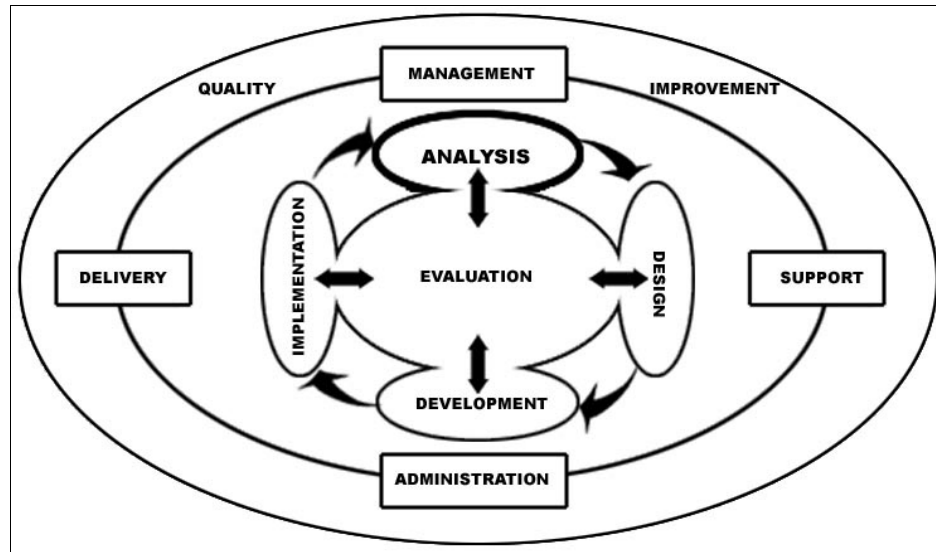 MANAGEMENT
QUALITY
IMPROVEMENT
ANALYSIS
IMPLEMENTATION
DESIGN
DELIVERY
EVALUATION
SUPPORT
DEVELOPMENT
ADMINISTRATION